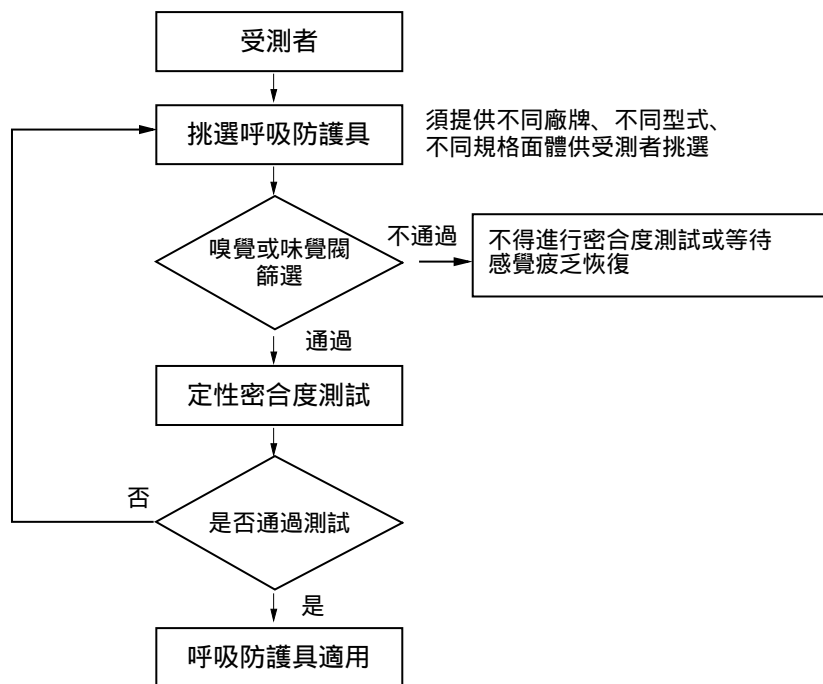 受測者
挑選呼吸防護具
須提供不同廠牌、不同型式、
不同規格面體供受測者挑選
嗅覺或味覺閥
篩選
不通過
不得進行密合度測試或等待
感覺疲乏恢復
通過
定性密合度測試
否
是否通過測試
是
呼吸防護具適用